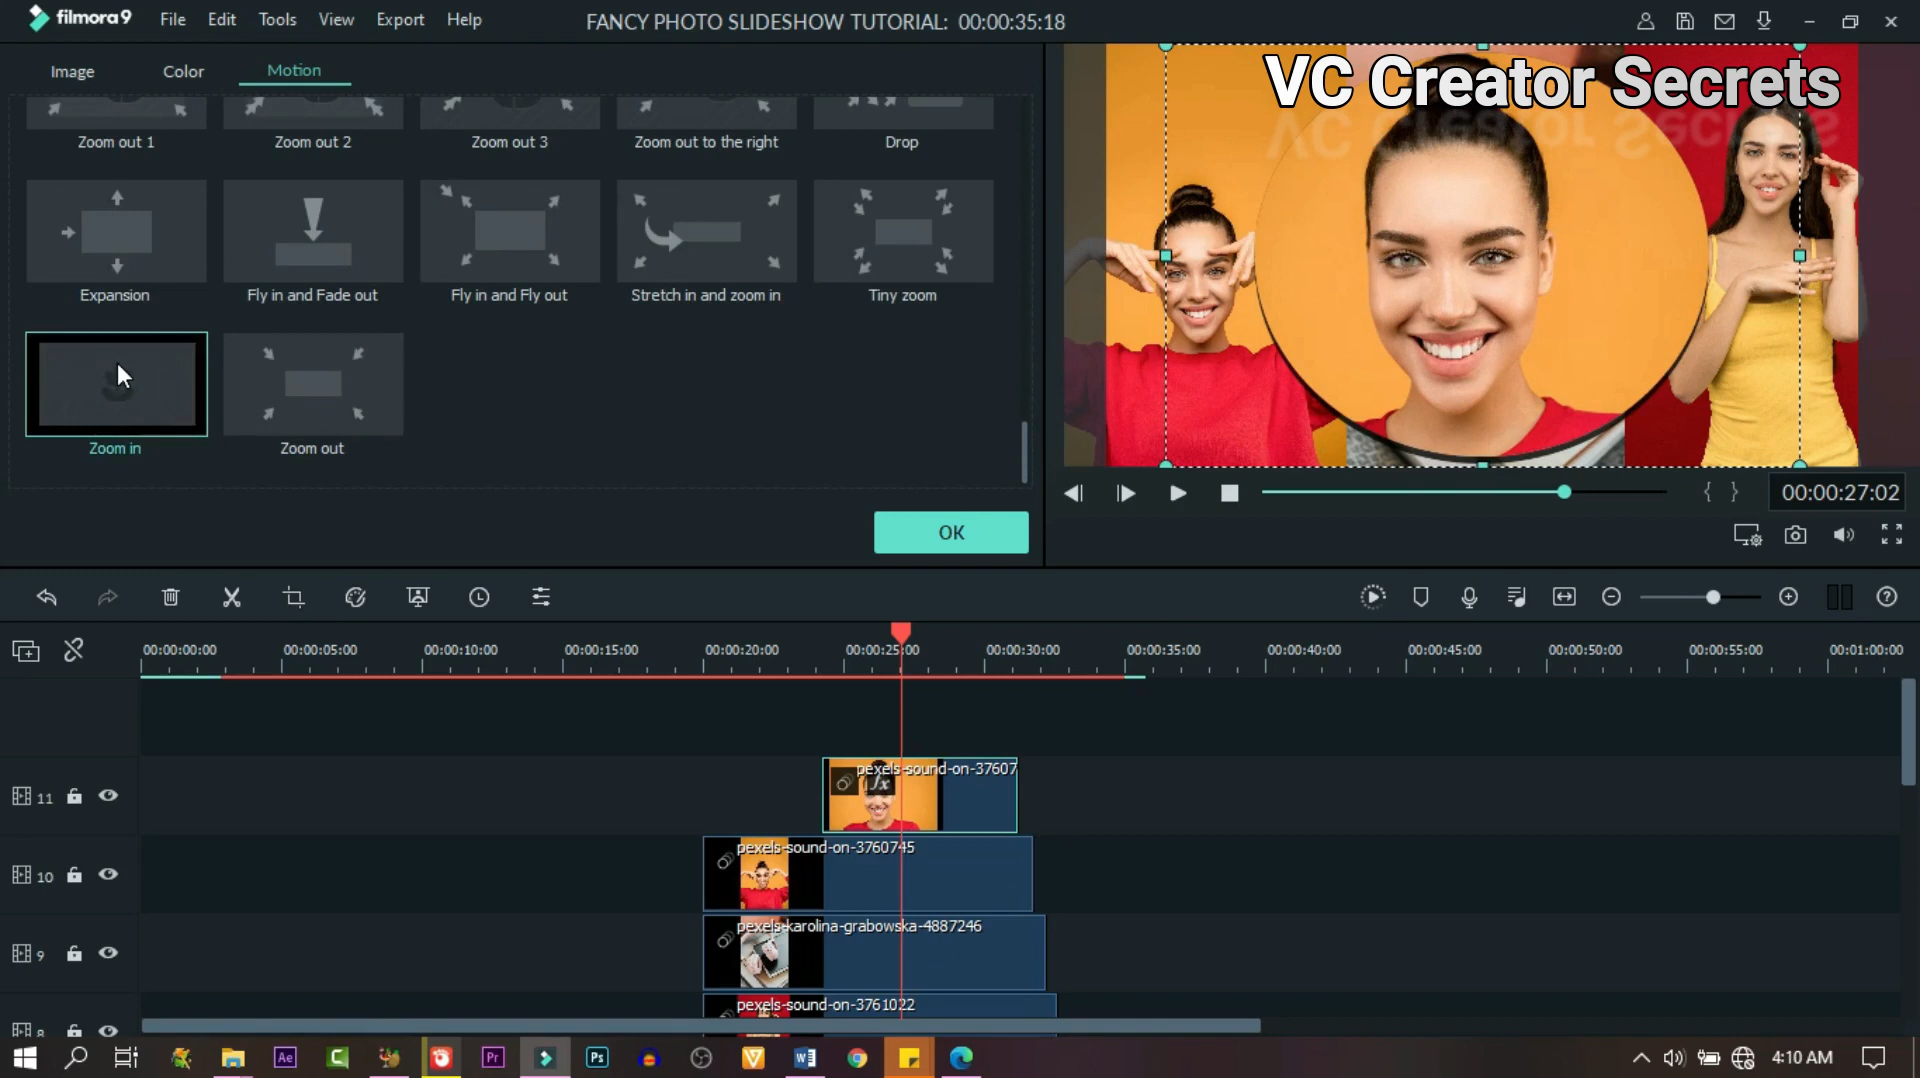 filmora9 File Edit Tools View Export Help FANCY PHOTO SLIDESHOW TUTORIAL: 00:00:35:18
Image Color Motion
VC Creator Secrets
Zoom out 1 Zoom out 2 Zoom out 3 Zoom out to the right Drop
Expansion Fly in and Fade out Fly in and Fly out Stretch in and zoom in Tiny zoom
Zoom in Zoom out
{ } 00:00:27:02
OK
00:00:00:00 00:00:05:00 00:00:10:00 00:00:15:00 00:00:20:00 00:00:25:00 00:00:30:00 00:00:35:00 00:00:40:00 00:00:45:00 00:00:50:00 00:00:55:00 00:01:00:00
11 fx pexels-sound-on-37607
10 pexels-sound-on-3760745
9 pexels-karolina-grabowska-4887246
8 pexels-sound-on-3761022
Ae C Pr Ps V W 4:10 AM